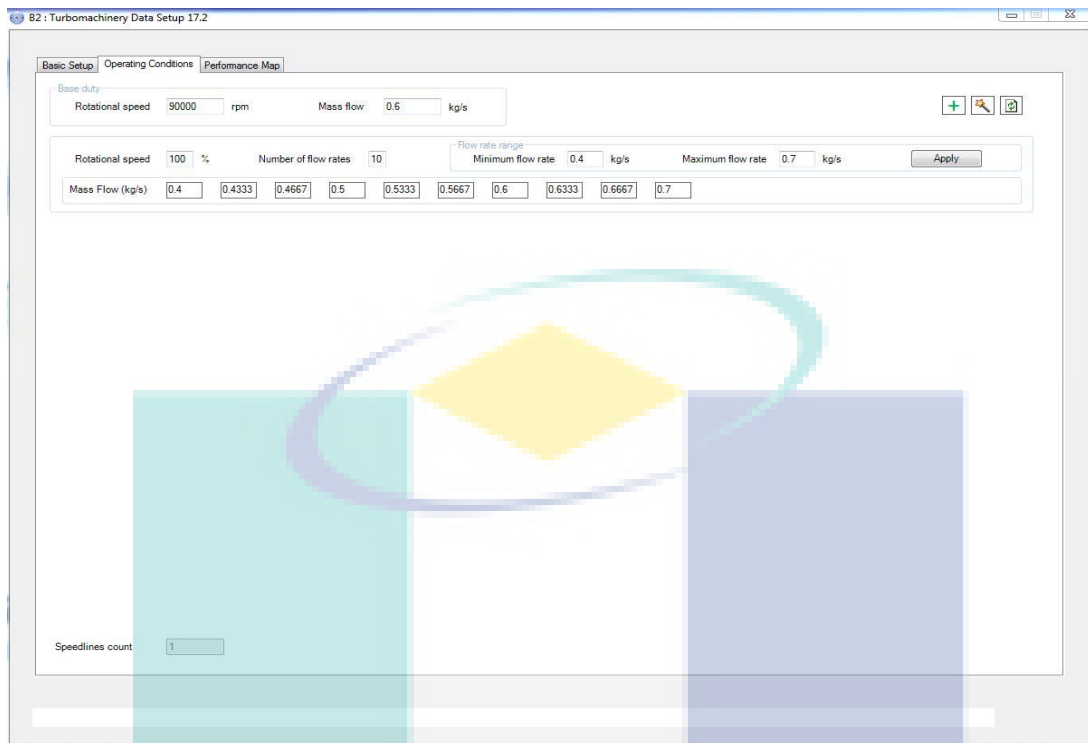 B2 : Turbomachinery Data Setup 17.2
Basic Setup Operating Conditions Performance Map
Base duty
Rotational speed 90000 rpm Mass flow 0.6 kg/s
Flow rate range
Rotational speed 100 % Number of flow rates 10 Minimum flow rate 0.4 kg/s Maximum flow rate 0.7 kg/s Apply
Mass Flow (kg/s) 0.4 0.4333 0.4667 0.5 0.5333 0.5667 0.6 0.6333 0.6667 0.7
Speedlines count 1